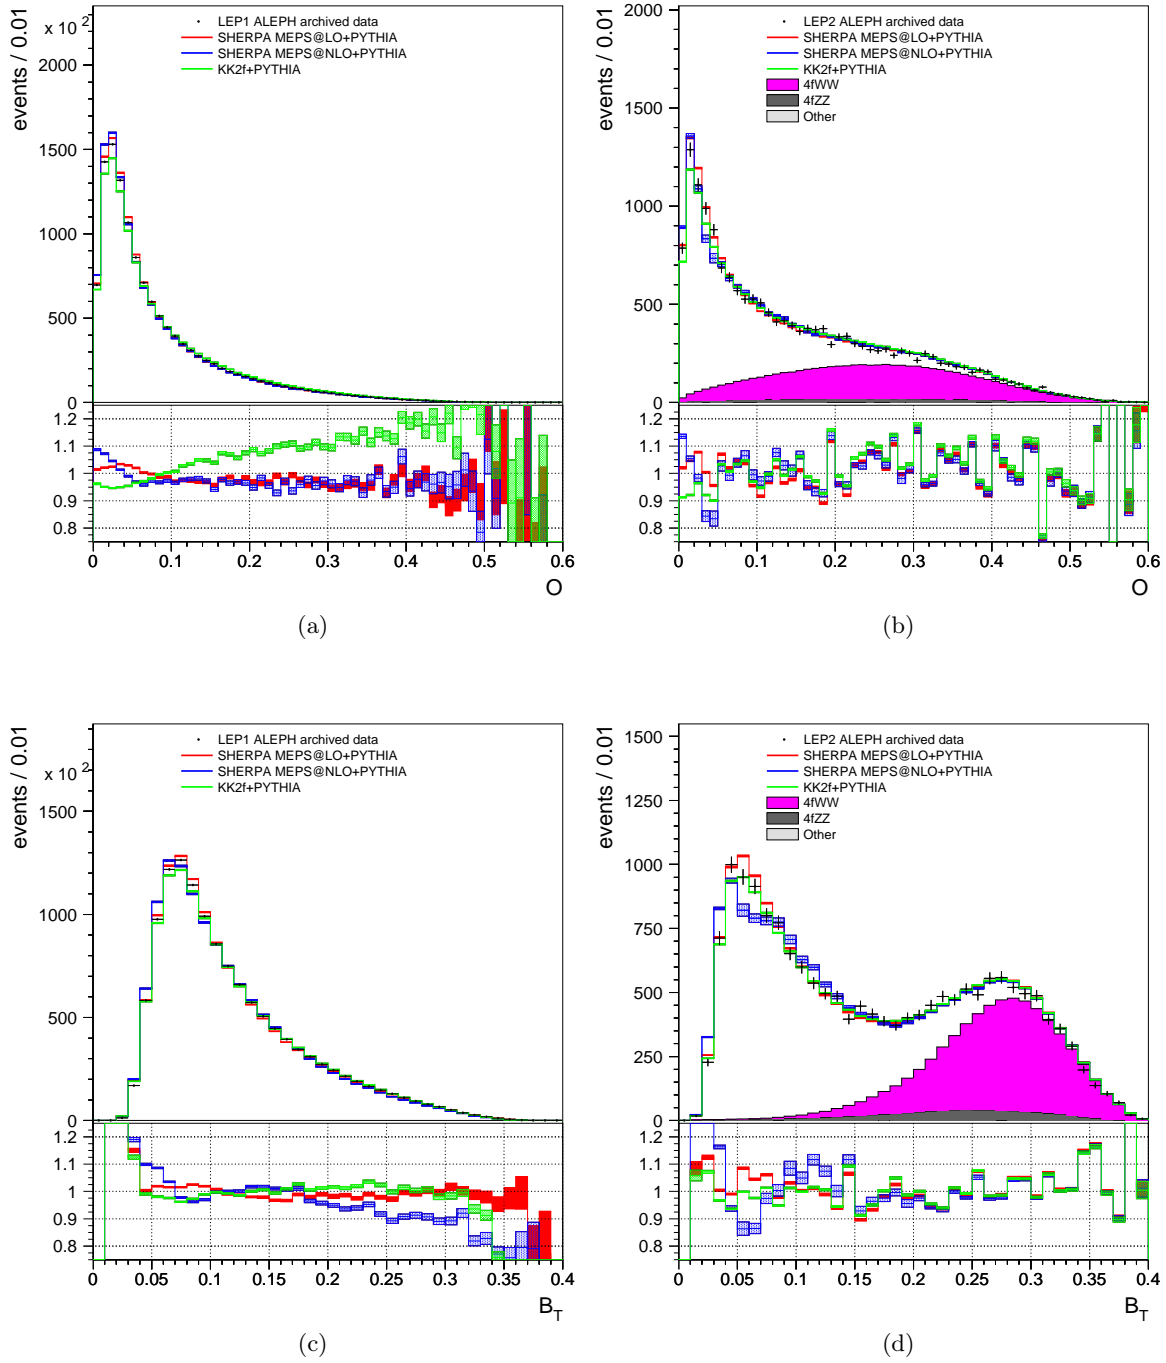 events / 0.01
× 10²
LEP1 ALEPH archived data
SHERPA MEPS@LO+PYTHIA
SHERPA MEPS@NLO+PYTHIA
KK2f+PYTHIA
2000
1500
1000
500
0
1.2
1.1
1
0.9
0.8
0 0.1 0.2 0.3 0.4 0.5 0.6
O
(a)
events / 0.01
LEP2 ALEPH archived data
SHERPA MEPS@LO+PYTHIA
SHERPA MEPS@NLO+PYTHIA
KK2f+PYTHIA
4fWW
4fZZ
Other
2000
1500
1000
500
0
1.2
1.1
1
0.9
0.8
0 0.1 0.2 0.3 0.4 0.5 0.6
O
(b)
events / 0.01
× 10²
LEP1 ALEPH archived data
SHERPA MEPS@LO+PYTHIA
SHERPA MEPS@NLO+PYTHIA
KK2f+PYTHIA
1500
1000
500
0
1.2
1.1
1
0.9
0.8
0 0.05 0.1 0.15 0.2 0.25 0.3 0.35 0.4
B_T
(c)
events / 0.01
LEP2 ALEPH archived data
SHERPA MEPS@LO+PYTHIA
SHERPA MEPS@NLO+PYTHIA
KK2f+PYTHIA
4fWW
4fZZ
Other
1500
1250
1000
750
500
250
0
1.2
1.1
1
0.9
0.8
0 0.05 0.1 0.15 0.2 0.25 0.3 0.35 0.4
B_T
(d)